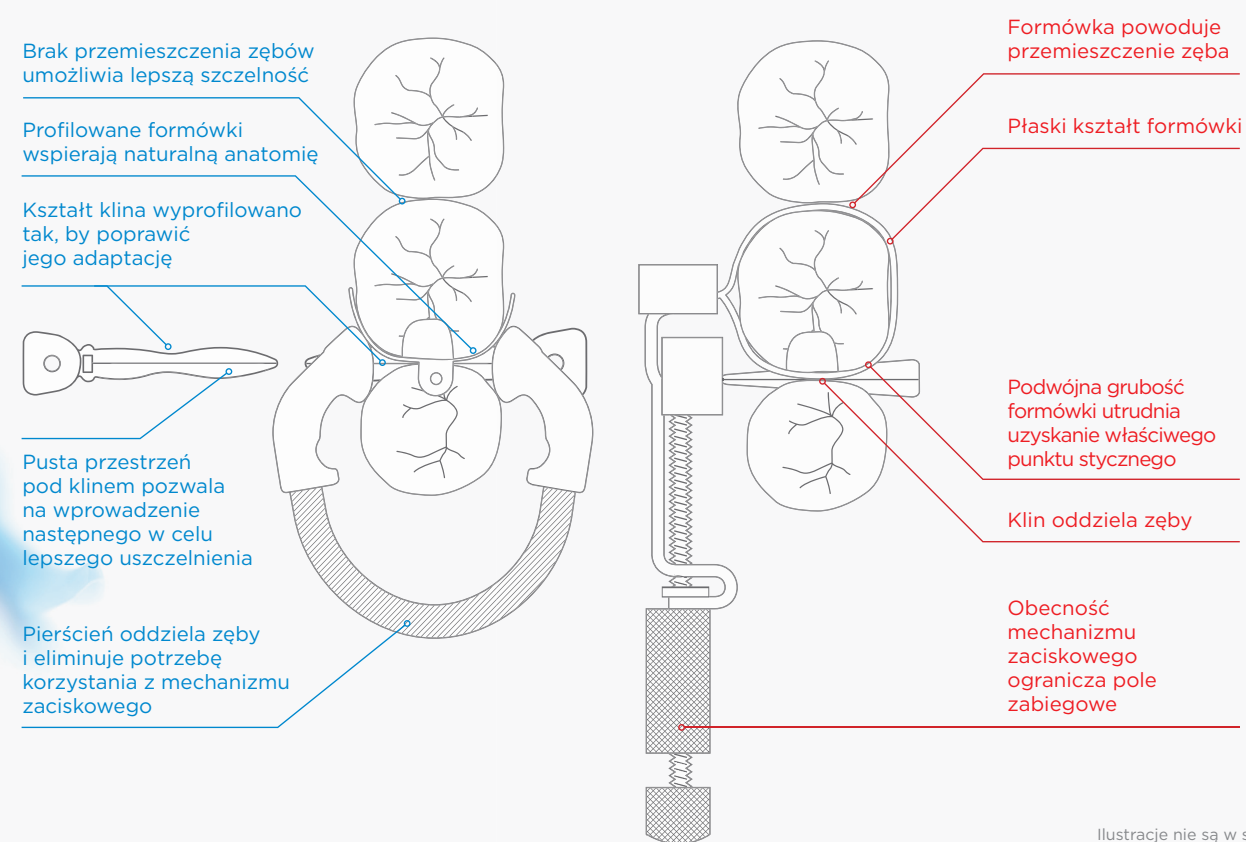 Brak przemieszczenia zębów
umożliwia lepszą szczelność
Profilowane formówki
wspierają naturalną anatomię
Kształt klina wyprofilowano
tak, by poprawić
jego adaptację
Pusta przestrzeń
pod klinem pozwala
na wprowadzenie
następnego w celu
lepszego uszczelnienia
Pierścień oddziela zęby
i eliminuje potrzebę
korzystania z mechanizmu
zaciskowego
Formówka powoduje
przemieszczenie zęba
Płaski kształt formówki
Podwójna grubość
formówki utrudnia
uzyskanie właściwego
punktu stycznego
Klin oddziela zęby
Obecność
mechanizmu
zaciskowego
ogranicza pole
zabiegowe
Ilustracje nie są w s